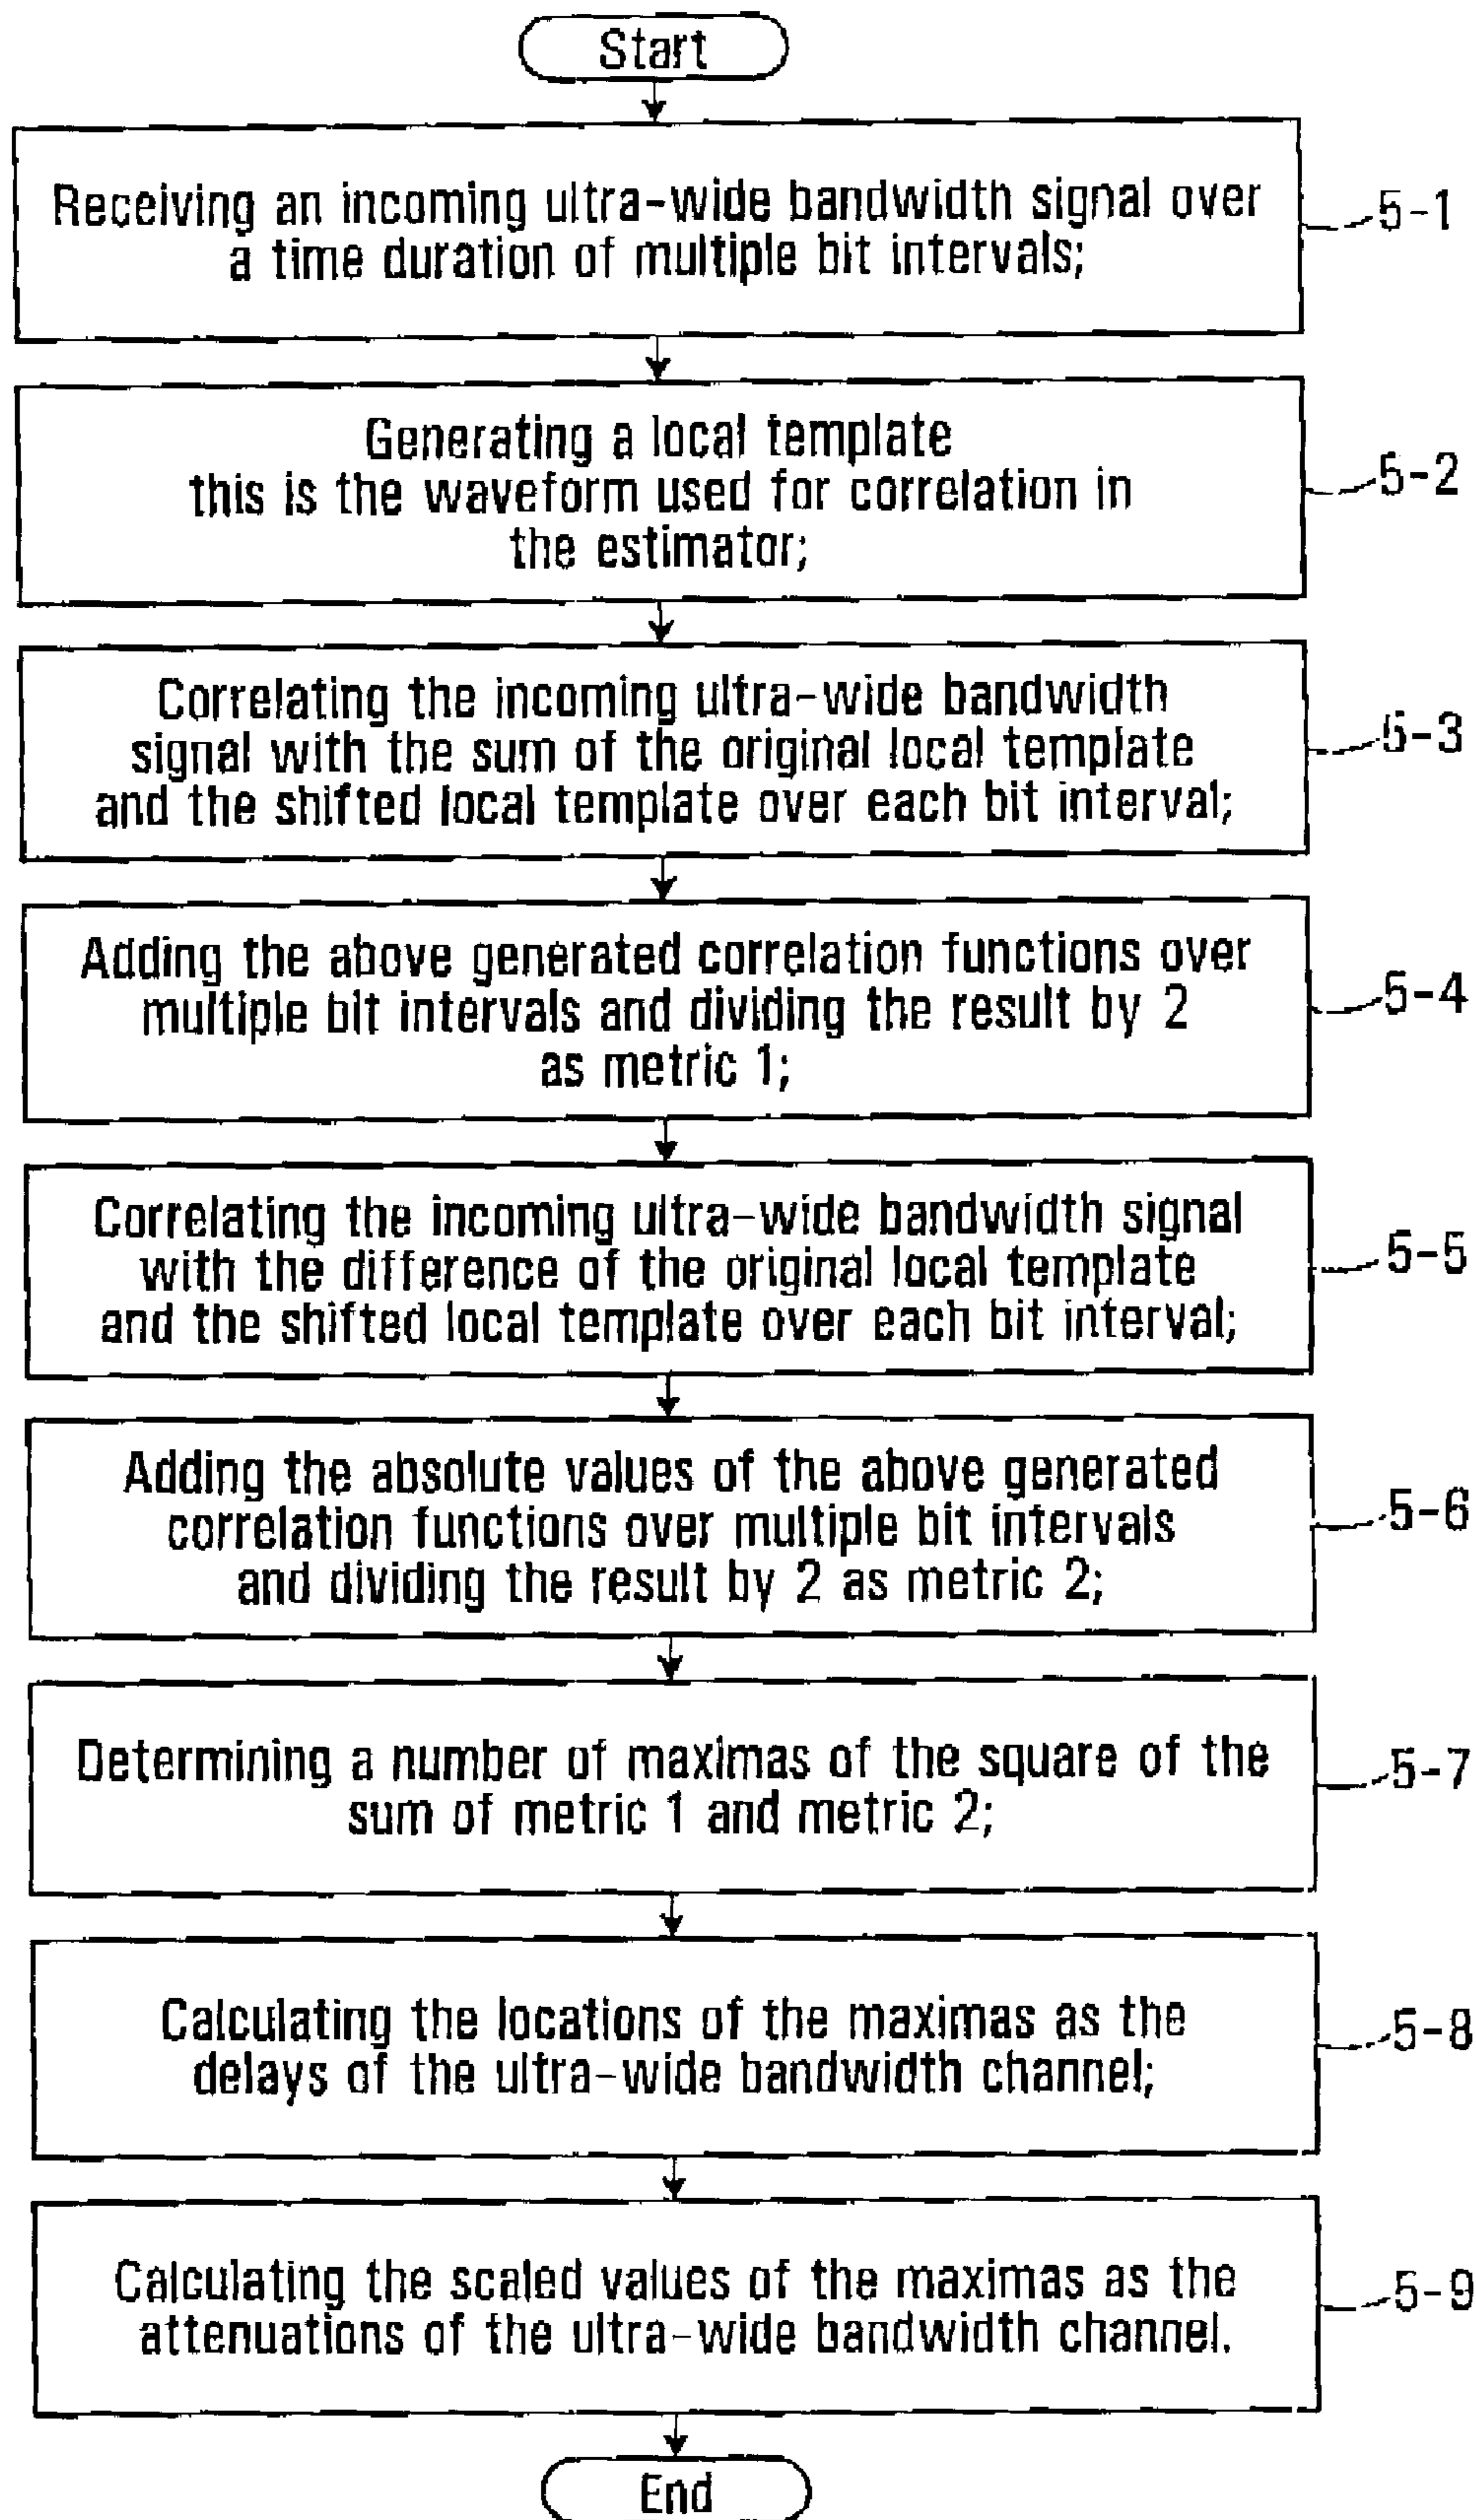 Start
Receiving an incoming ultra-wide bandwidth signal over
a time duration of multiple bit intervals;
5-1
Generating a local template
this is the waveform used for correlation in
the estimator;
5-2
Correlating the incoming ultra-wide bandwidth
signal with the sum of the original local template
and the shifted local template over each bit interval;
5-3
Adding the above generated correlation functions over
multiple bit intervals and dividing the result by 2
as metric 1;
5-4
Correlating the incoming ultra-wide bandwidth signal
with the difference of the original local template
and the shifted local template over each bit interval;
5-5
Adding the absolute values of the above generated
correlation functions over multiple bit intervals
and dividing the result by 2 as metric 2;
5-6
Determining a number of maximas of the square of the
sum of metric 1 and metric 2;
5-7
Calculating the locations of the maximas as the
delays of the ultra-wide bandwidth channel;
5-8
Calculating the scaled values of the maximas as the
attenuations of the ultra-wide bandwidth channel.
5-9
End